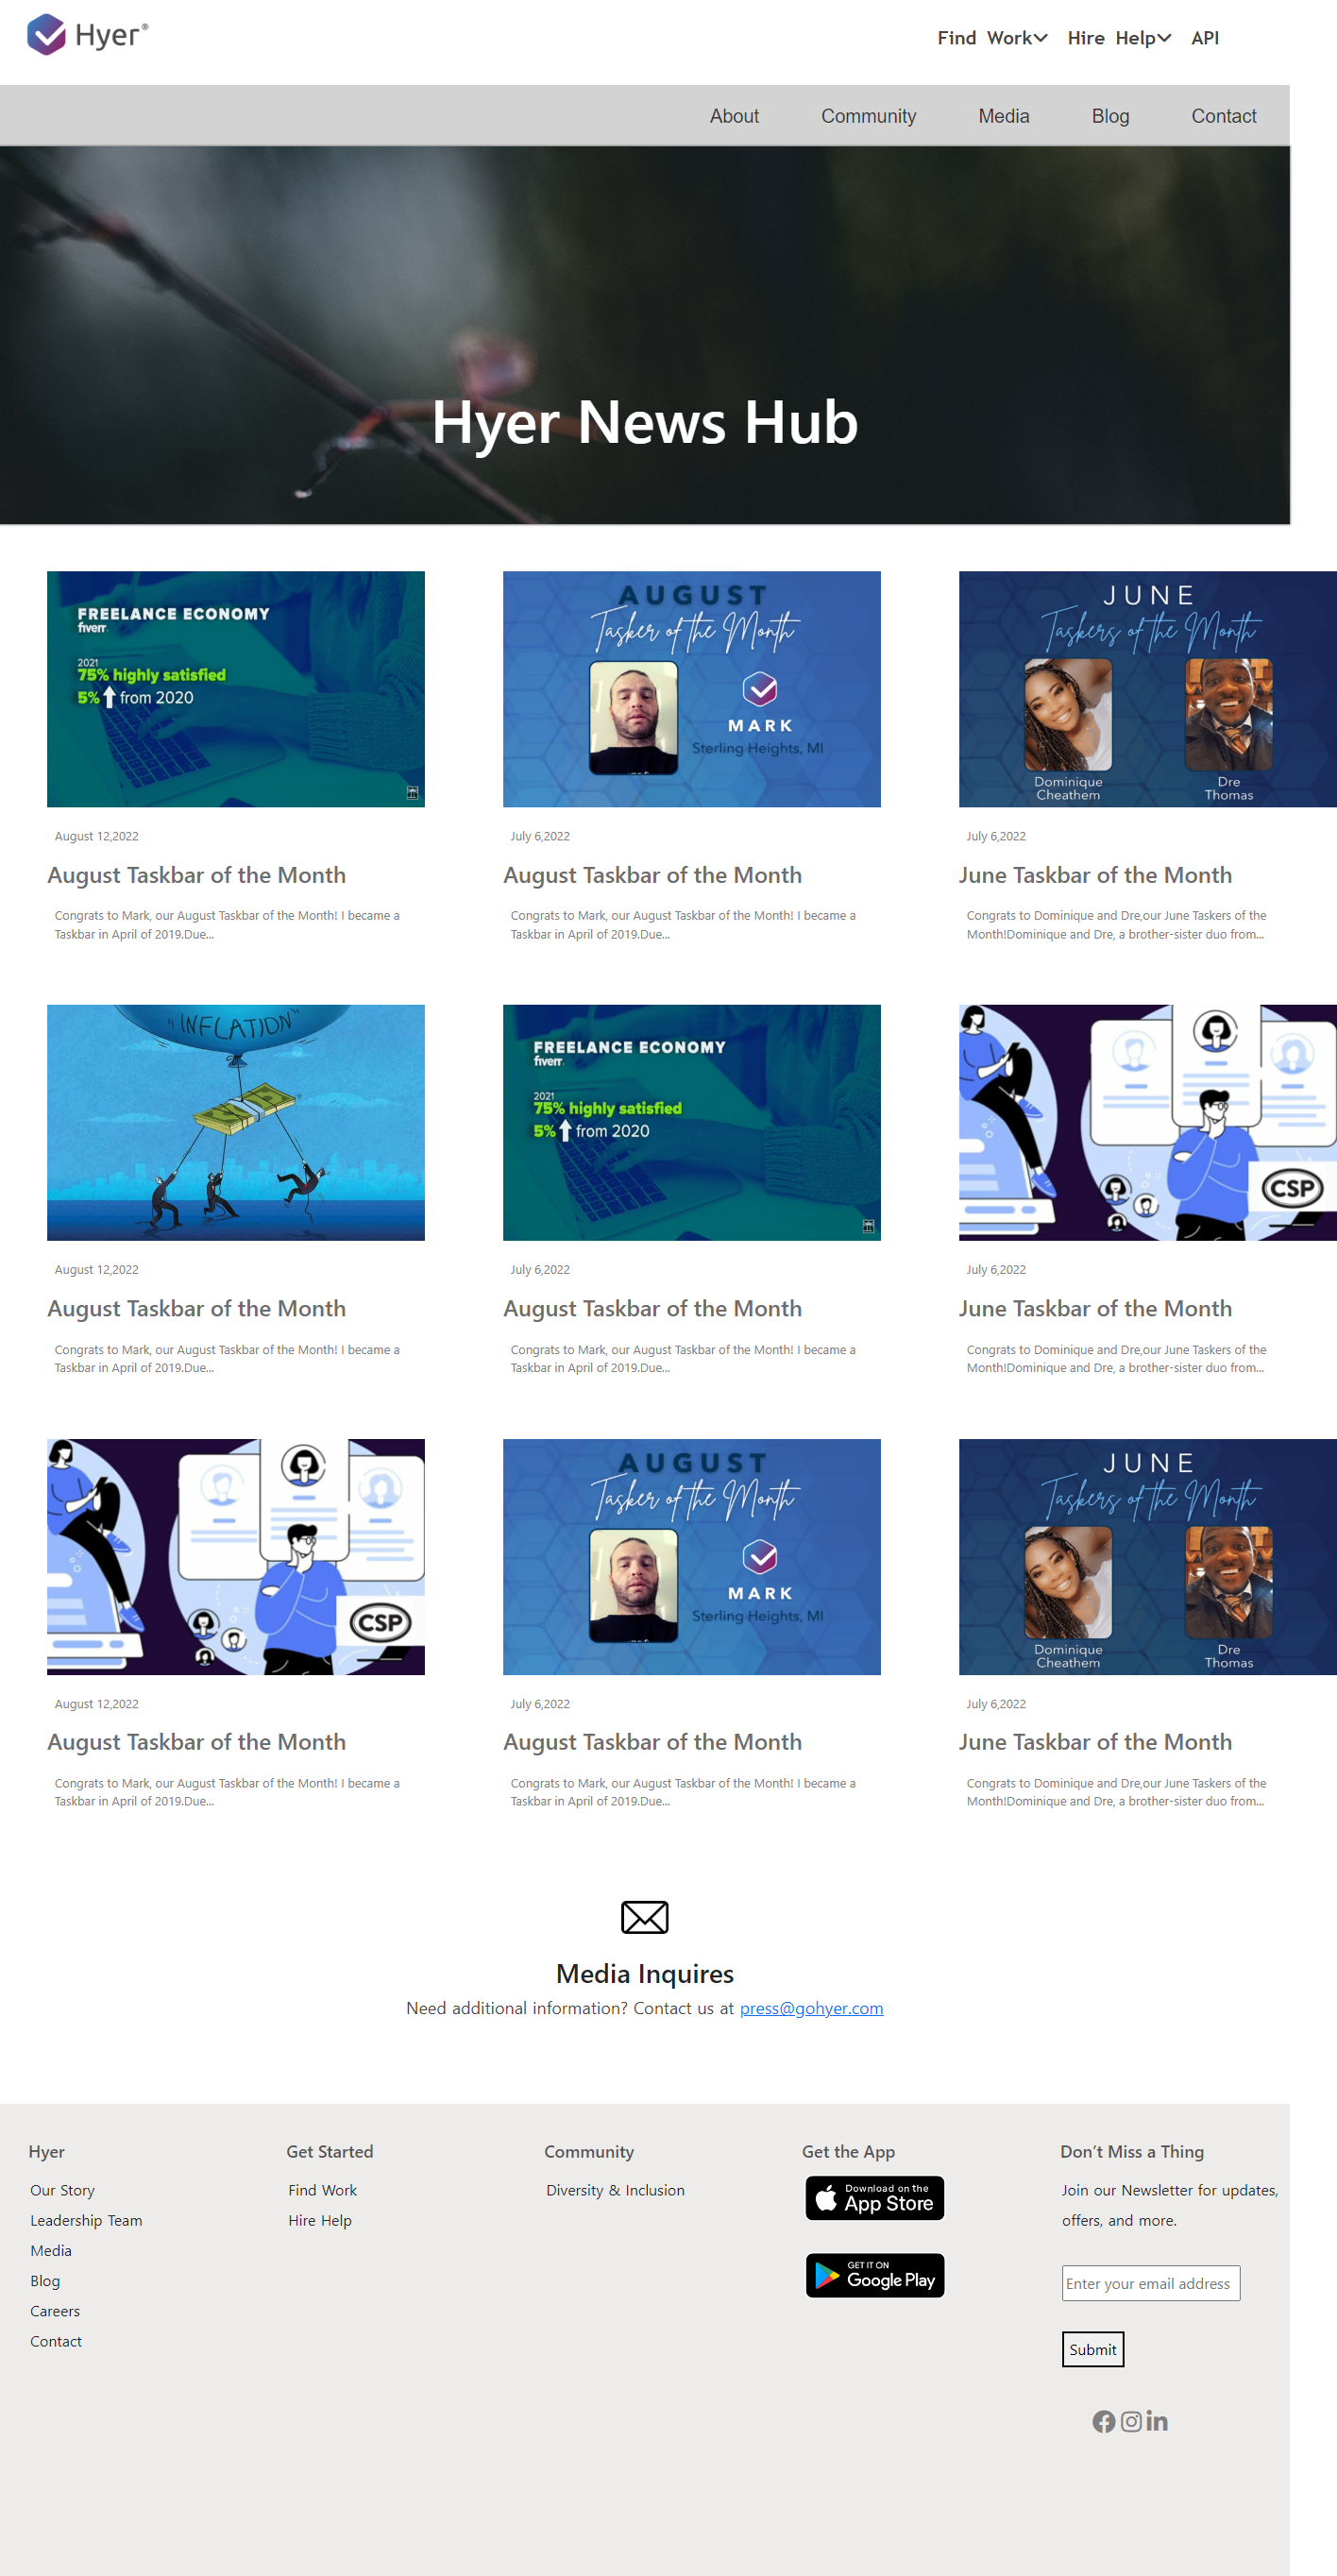 Hyer®
Find Work Hire Help API
About Community Media Blog Contact
Hyer News Hub
FREELANCE ECONOMY
fiverr.
2021
75% highly satisfied
5% from 2020
AUGUST
Tasker of the Month
MARK
Sterling Heights, MI
JUNE
Taskers of the Month
Dominique
Cheathem
Dre
Thomas
August 12,2022
August Taskbar of the Month
Congrats to Mark, our August Taskbar of the Month! I became a
Taskbar in April of 2019.Due...
July 6,2022
August Taskbar of the Month
Congrats to Mark, our August Taskbar of the Month! I became a
Taskbar in April of 2019.Due...
July 6,2022
June Taskbar of the Month
Congrats to Dominique and Dre,our June Taskers of the
Month!Dominique and Dre, a brother-sister duo from...
"INFLATION"
FREELANCE ECONOMY
fiverr.
2021
75% highly satisfied
5% from 2020
CSP
August 12,2022
August Taskbar of the Month
Congrats to Mark, our August Taskbar of the Month! I became a
Taskbar in April of 2019.Due...
July 6,2022
August Taskbar of the Month
Congrats to Mark, our August Taskbar of the Month! I became a
Taskbar in April of 2019.Due...
July 6,2022
June Taskbar of the Month
Congrats to Dominique and Dre,our June Taskers of the
Month!Dominique and Dre, a brother-sister duo from...
CSP
AUGUST
Tasker of the Month
MARK
Sterling Heights, MI
JUNE
Taskers of the Month
Dominique
Cheathem
Dre
Thomas
August 12,2022
August Taskbar of the Month
Congrats to Mark, our August Taskbar of the Month! I became a
Taskbar in April of 2019.Due...
July 6,2022
August Taskbar of the Month
Congrats to Mark, our August Taskbar of the Month! I became a
Taskbar in April of 2019.Due...
July 6,2022
June Taskbar of the Month
Congrats to Dominique and Dre,our June Taskers of the
Month!Dominique and Dre, a brother-sister duo from...
Media Inquires
Need additional information? Contact us at press@gohyer.com
Hyer
Our Story
Leadership Team
Media
Blog
Careers
Contact
Get Started
Find Work
Hire Help
Community
Diversity & Inclusion
Get the App
Download on the
App Store
GET IT ON
Google Play
Don't Miss a Thing
Join our Newsletter for updates,
offers, and more.
Enter your email address
Submit